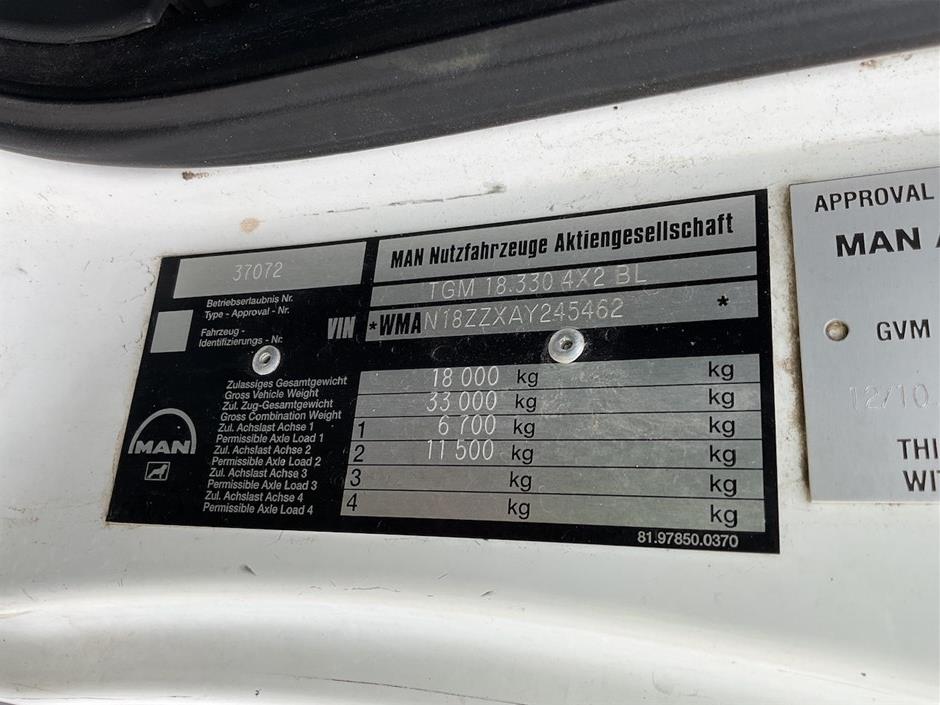 37072
Betriebserlaubnis Nr.
Type - Approval - Nr.
Fahrzeug -
Identifizierungs - Nr.
VIN
MAN Nutzfahrzeuge Aktiengesellschaft
TGM 18.330 4X2 BL
*WMAN18ZZXAY245462 *
Zulassiges Gesamtgewicht 18 000 kg kg
Gross Vehicle Weight
Zul. Zug-Gesamtgewicht 33 000 kg kg
Gross Combination Weight
Zul. Achslast Achse 1 1 6 700 kg kg
Permissible Axle Load 1
Zul. Achslast Achse 2 2 11 500 kg kg
Permissible Axle Load 2
Zul. Achslast Achse 3 3 kg kg
Permissible Axle Load 3
Zul. Achslast Achse 4 4 kg kg
Permissible Axle Load 4
MAN
81.97850.0370
APPROVAL
MAN A
GVM
12/10
THI
WIT